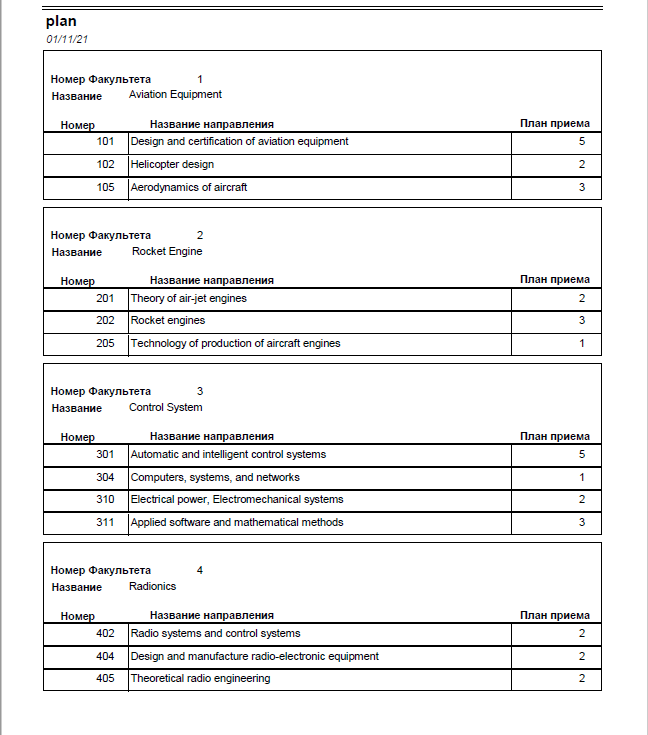 plan
01/11/21
Номер Факультета 1
Название Aviation Equipment
Номер Название направления План приема
101 Design and certification of aviation equipment 5
102 Helicopter design 2
105 Aerodynamics of aircraft 3
Номер Факультета 2
Название Rocket Engine
Номер Название направления План приема
201 Theory of air-jet engines 2
202 Rocket engines 3
205 Technology of production of aircraft engines 1
Номер Факультета 3
Название Control System
Номер Название направления План приема
301 Automatic and intelligent control systems 5
304 Computers, systems, and networks 1
310 Electrical power, Electromechanical systems 2
311 Applied software and mathematical methods 3
Номер Факультета 4
Название Radionics
Номер Название направления План приема
402 Radio systems and control systems 2
404 Design and manufacture radio-electronic equipment 2
405 Theoretical radio engineering 2